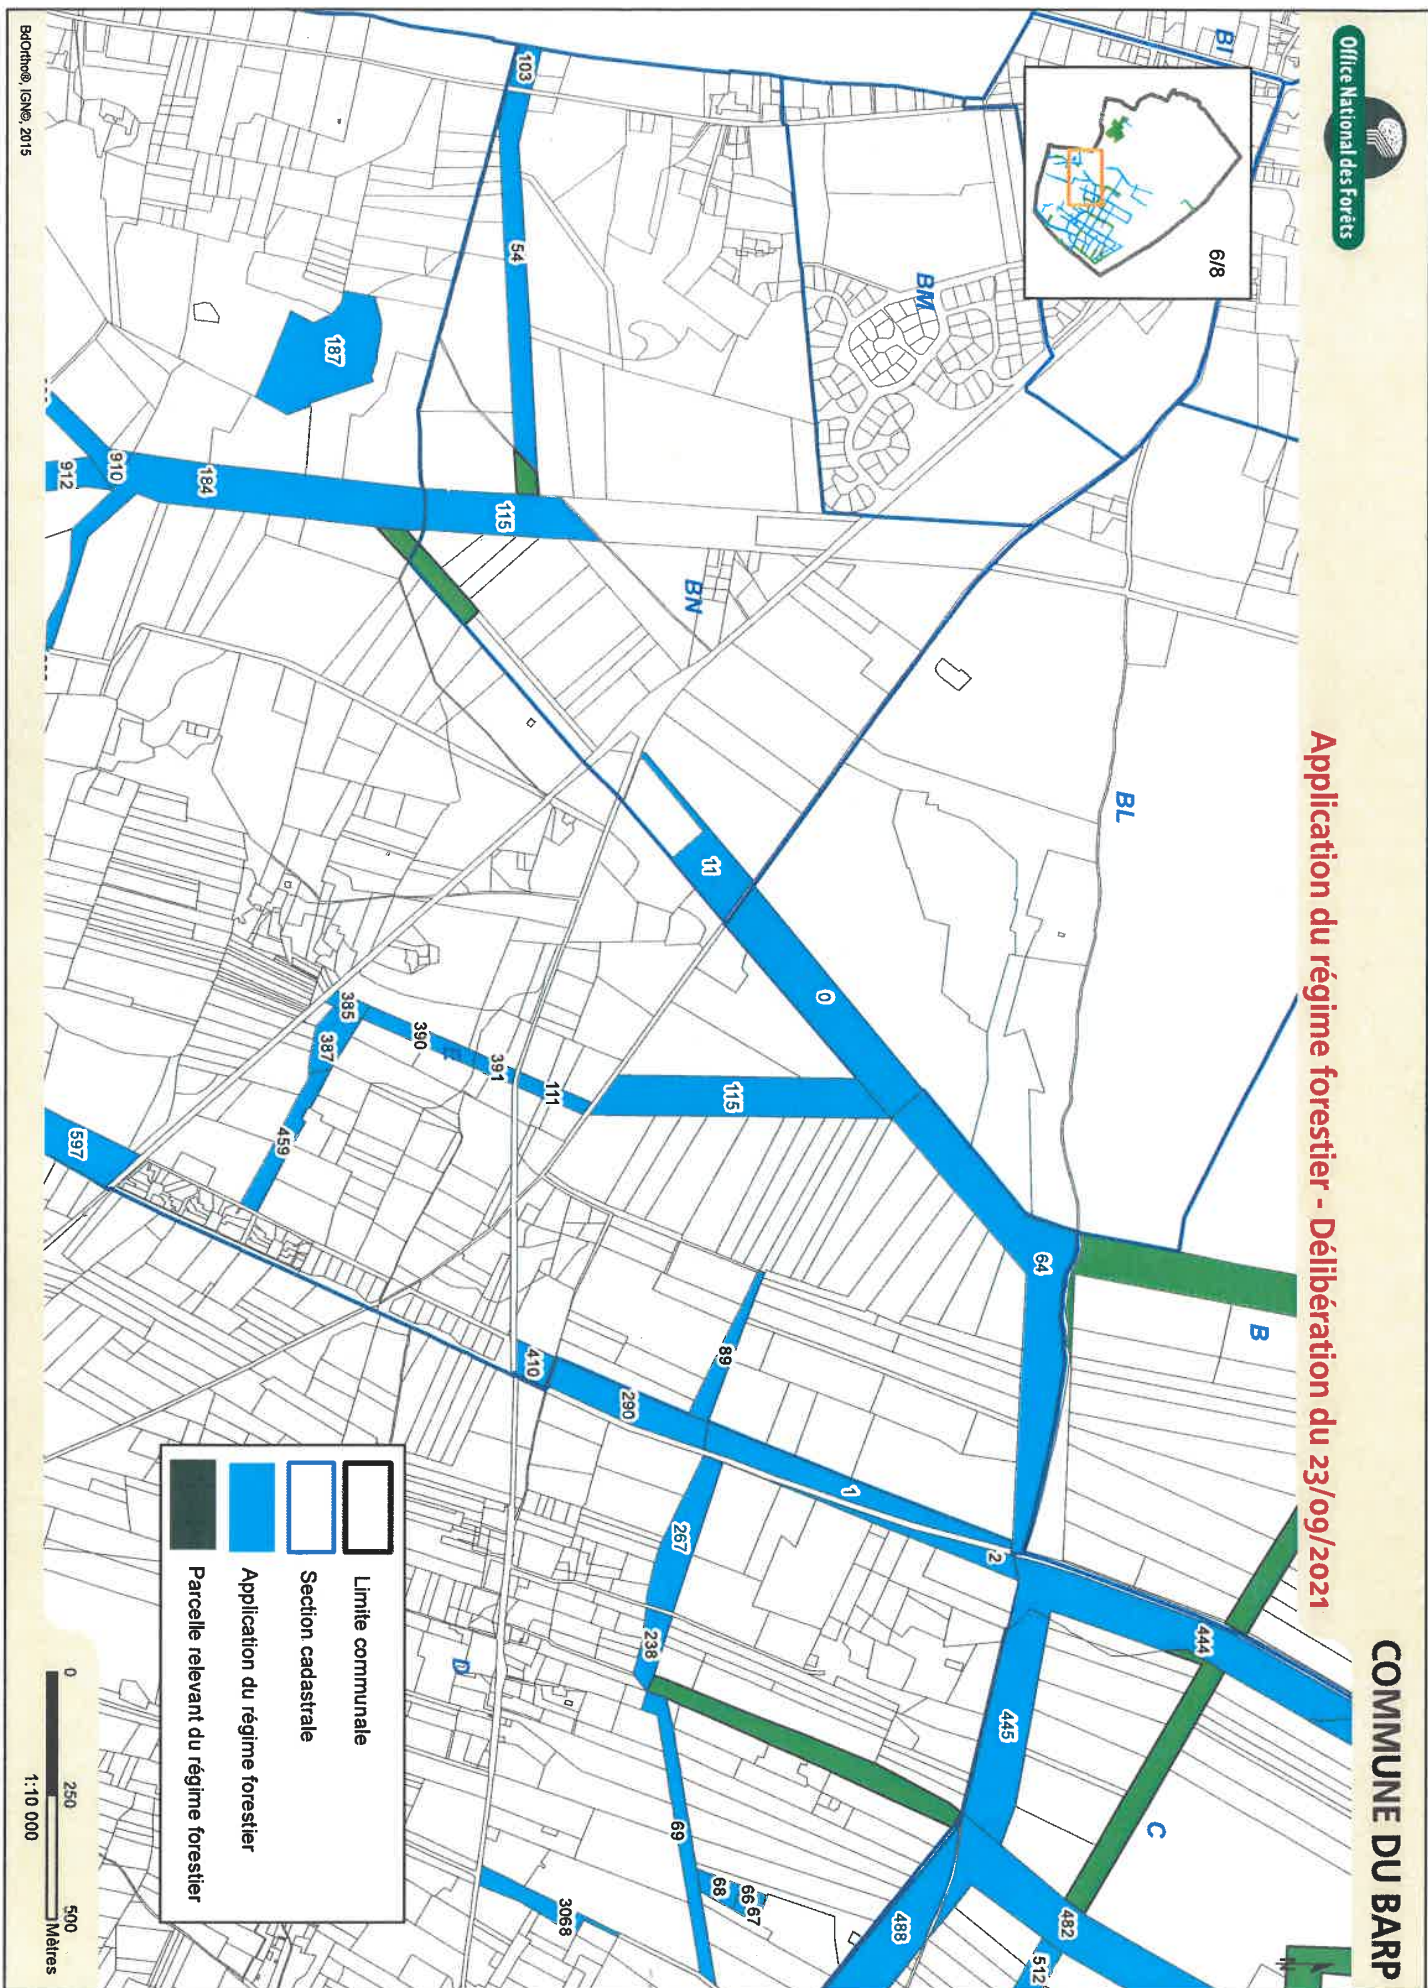 COMMUNE DU BARP
Office National des Forêts
Application du régime forestier - Délibération du 23/09/2021
6/8
BI
BM
BL
B
BN
C
E
D
103
54
187
912
910
184
115
11
0
115
64
385
387
390
391
111
459
597
410
290
89
1
2
267
238
444
445
482
488
512
69
68
66
67
3068
Limite communale
Section cadastrale
Application du régime forestier
Parcelle relevant du régime forestier
0
250
500
Mètres
1:10 000
BdOrtho®, IGN©, 2015